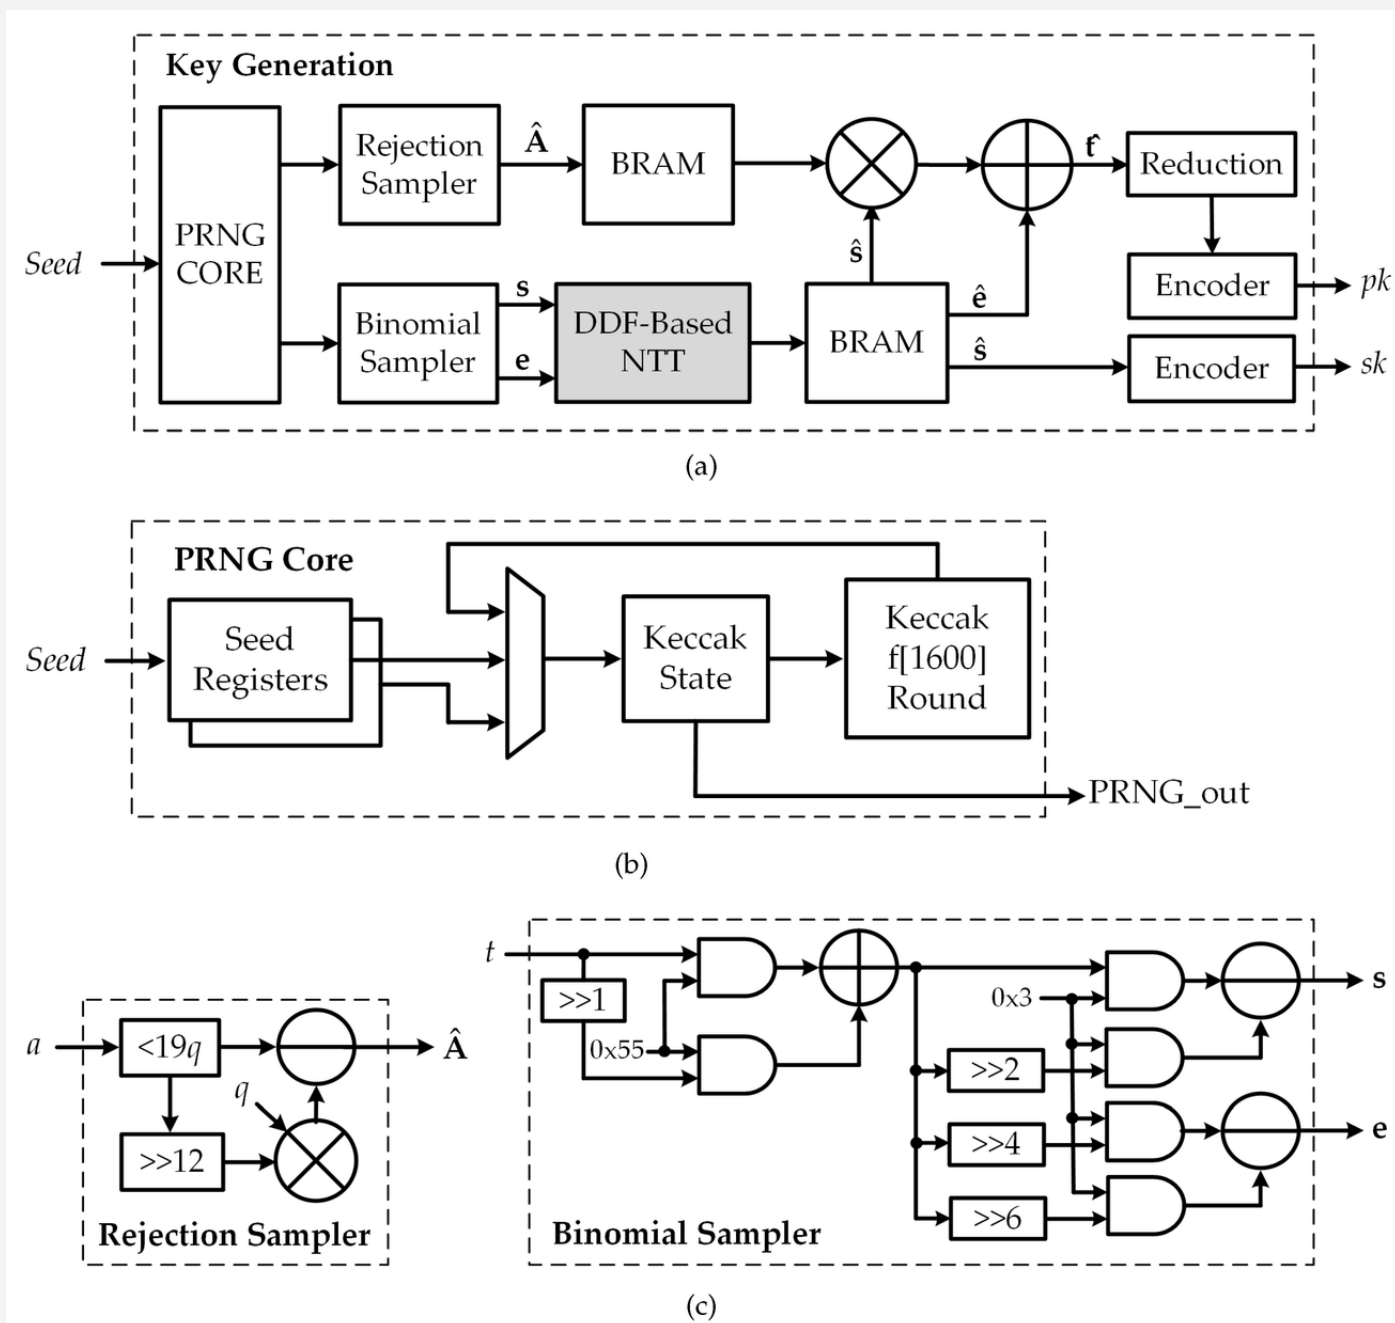 Key Generation
Seed
PRNG
CORE
Rejection
Sampler
Â
BRAM
t̂
Reduction
Binomial
Sampler
s
e
DDF-Based
NTT
BRAM
ŝ
ê
ŝ
Encoder
pk
Encoder
sk
(a)
PRNG Core
Seed
Seed
Registers
Keccak
State
Keccak
f[1600]
Round
PRNG_out
(b)
a
<19q
Â
q
>>12
Rejection Sampler
t
>>1
0x55
0x3
>>2
>>4
>>6
s
e
Binomial Sampler
(c)